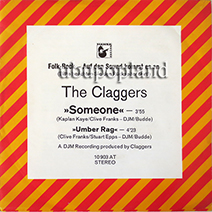 Folk Rock
ubupopland
The Claggers
»Someone« — 3'55
(Kaplan Kaye/Clive Franks – DJM/Budde)
»Umber Rag« — 4'23
(Clive Franks/Stuart Epps – DJM/Budde)
A DJM Recording produced by Claggers
10 903 AT
STEREO